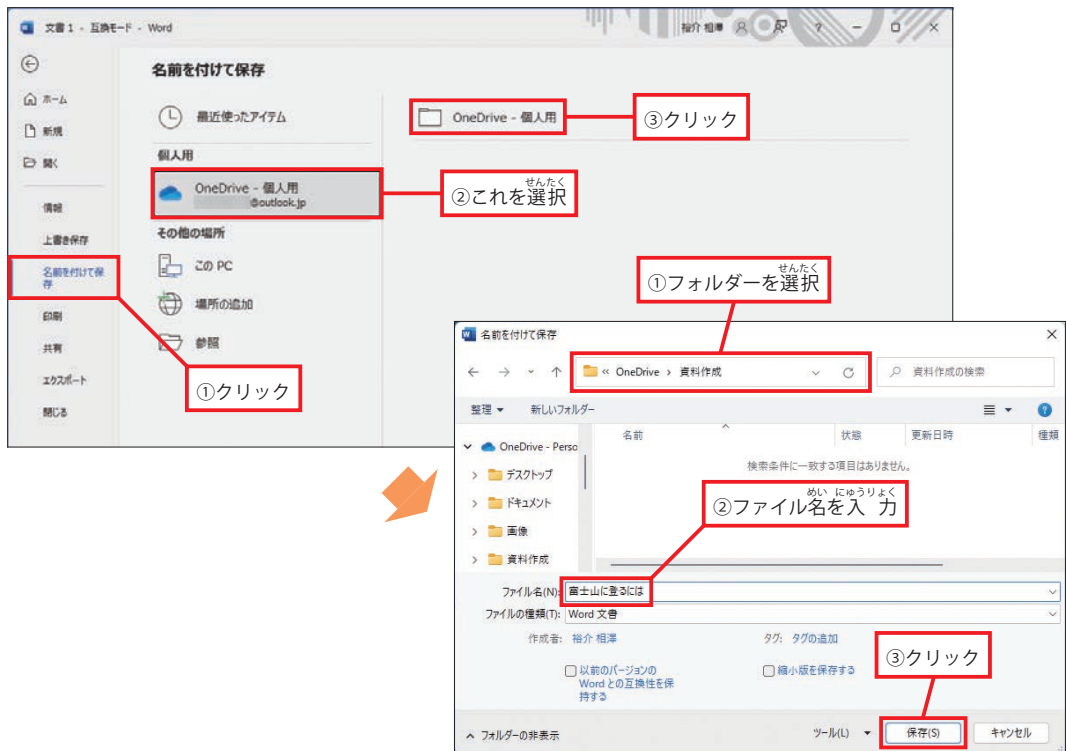 文書1 - 互換モード - Word
裕介 相澤
?
名前を付けて保存
ホーム
新規
開く
情報
上書き保存
名前を付けて保
存
印刷
共有
エクスポート
閉じる
①クリック
最近使ったアイテム
個人用
OneDrive - 個人用
@outlook.jp
その他の場所
この PC
場所の追加
参照
OneDrive - 個人用
③クリック
せんたく
②これを選択
せんたく
①フォルダーを選択
名前を付けて保存
« OneDrive › 資料作成
資料作成の検索
整理
新しいフォルダー
?
OneDrive - Perso
デスクトップ
ドキュメント
画像
資料作成
名前
状態
更新日時
種類
検索条件に一致する項目はありません。
めい にゅうりょく
②ファイル名を入力
ファイル名(N): 富士山に登るには
ファイルの種類(T): Word 文書
作成者: 裕介 相澤
タグ: タグの追加
以前のバージョンの
Word との互換性を保
持する
縮小版を保存する
③クリック
フォルダーの非表示
ツール(L)
保存(S)
キャンセル